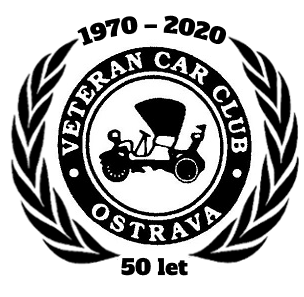 1970 – 2020
· VETERAN CAR CLUB ·
OSTRAVA
50 let